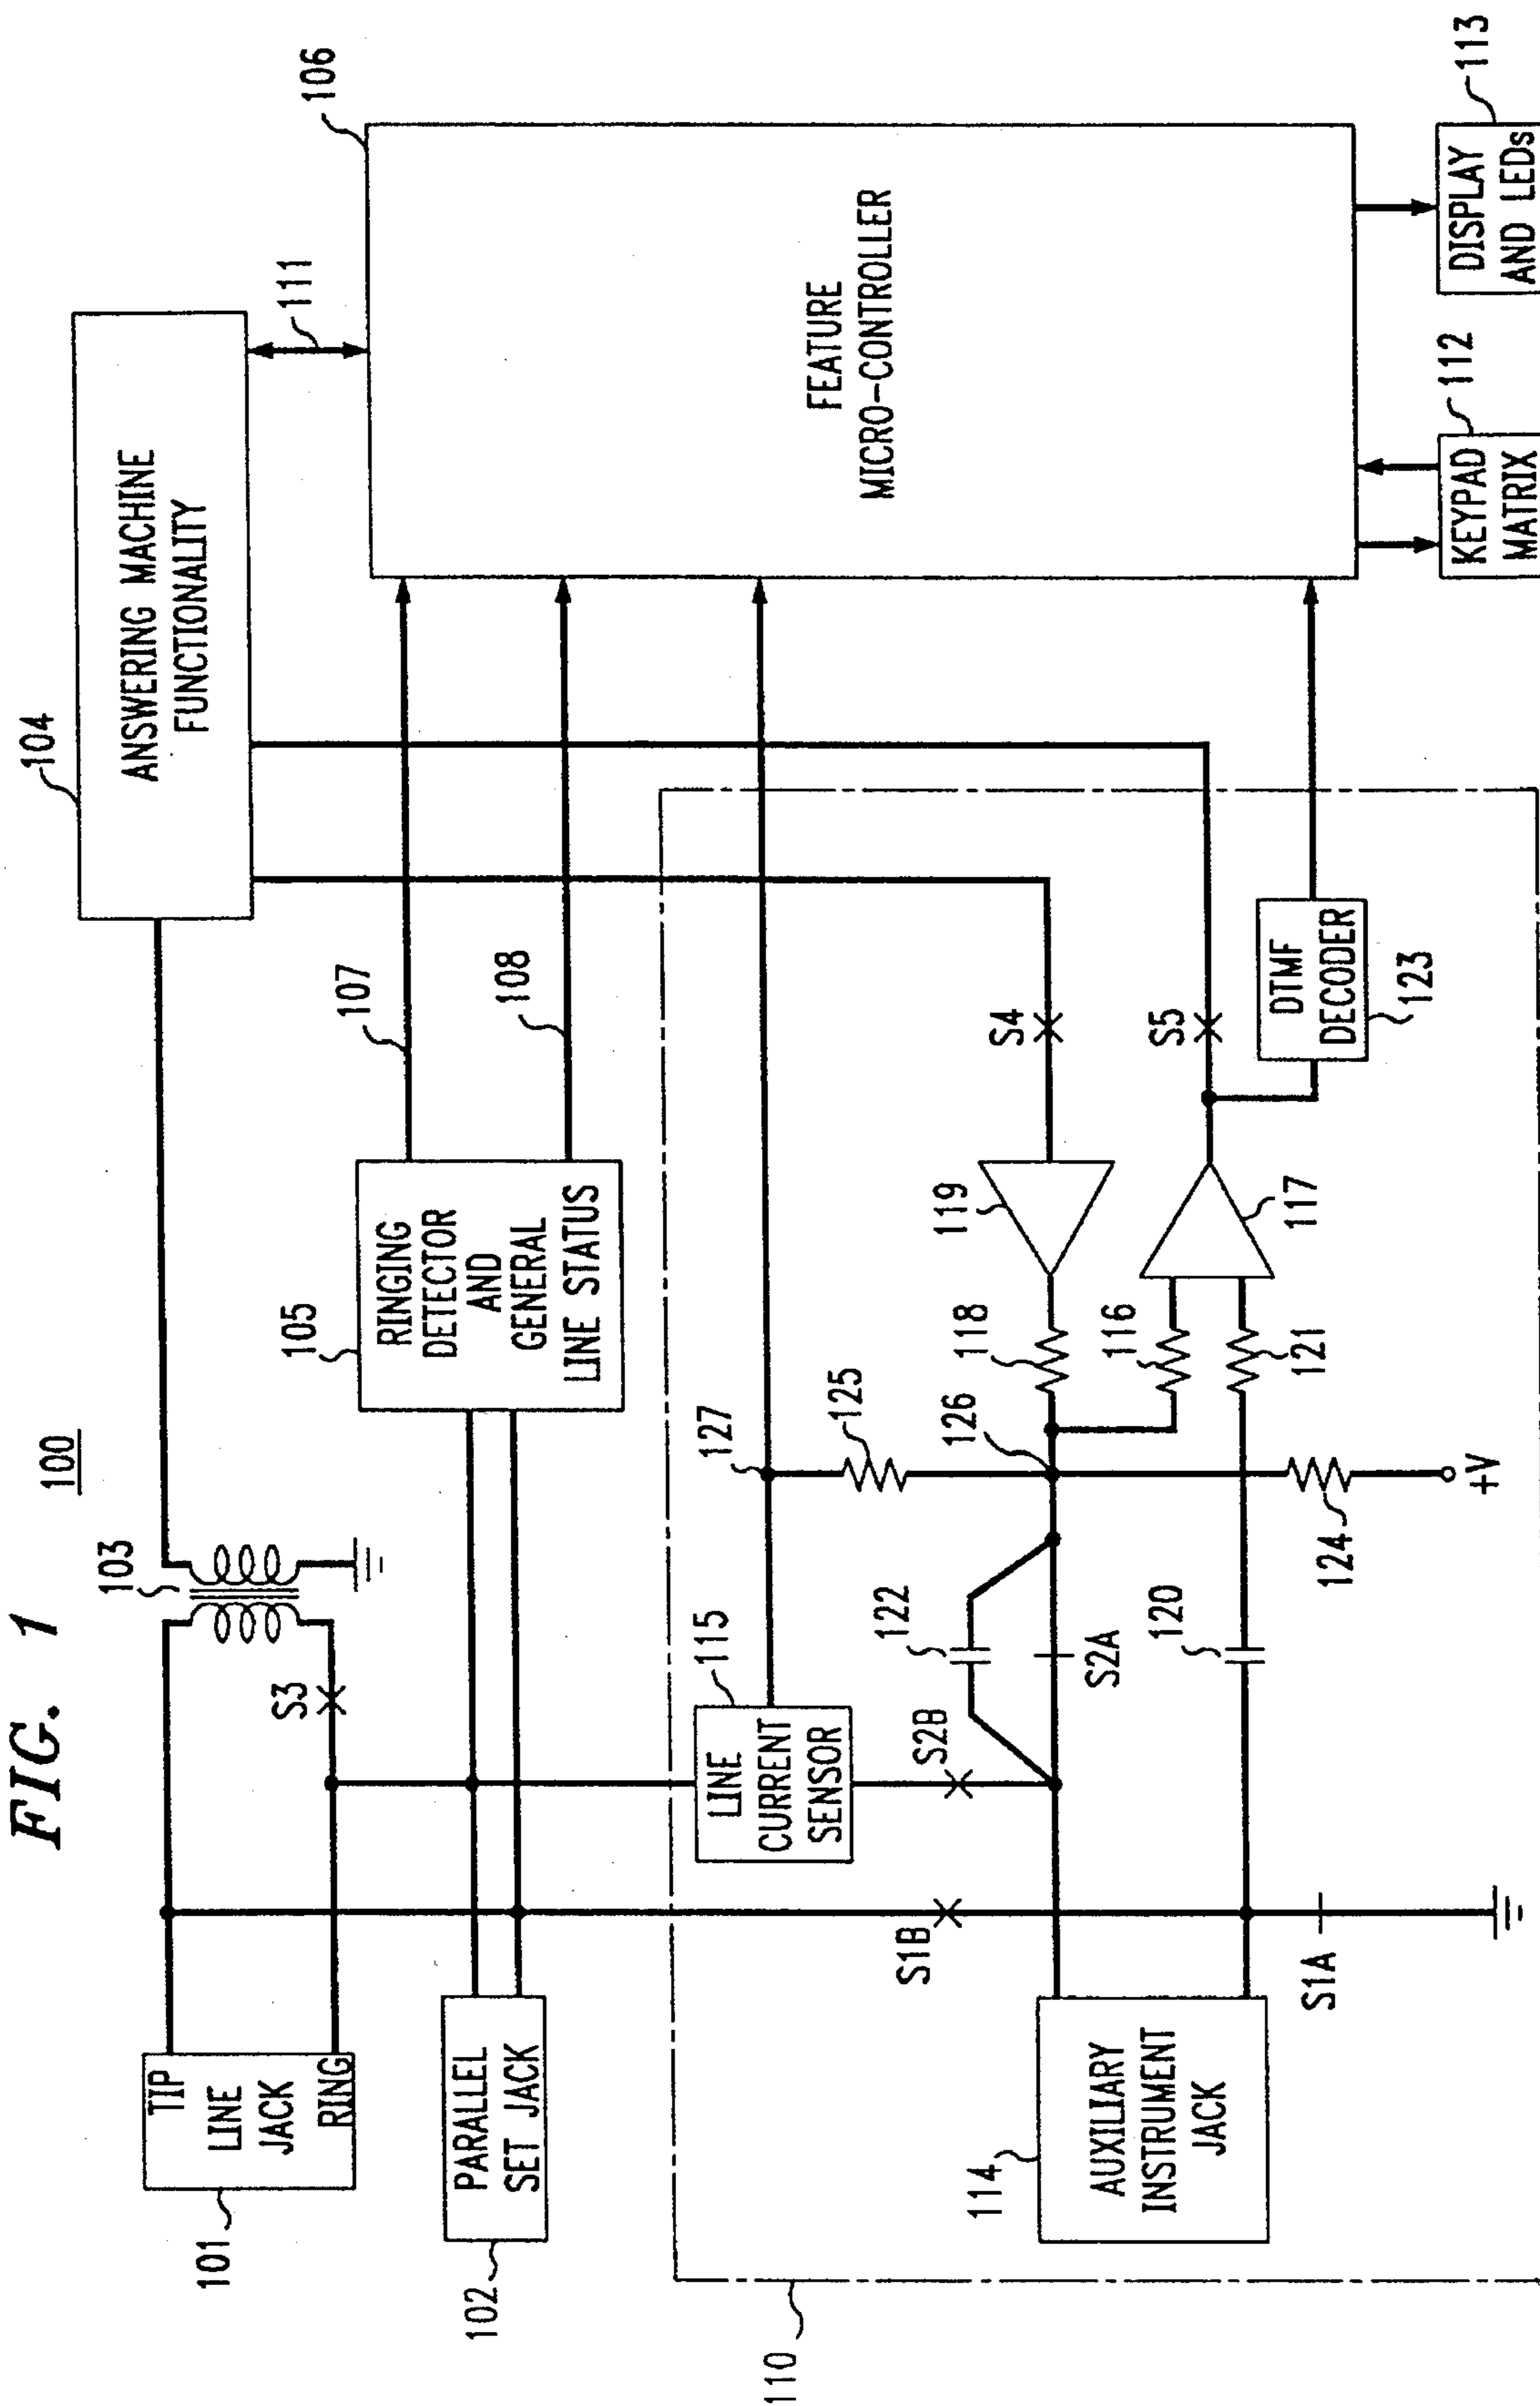 FIG. 1
100
104
ANSWERING MACHINE
FUNCTIONALITY
106
111
103
TIP
LINE
JACK
RING
101
S3
107
108
105
RINGING
DETECTOR
AND
GENERAL
LINE STATUS
PARALLEL
SET JACK
102
FEATURE
MICRO-CONTROLLER
110
115
LINE
CURRENT
SENSOR
127
125
S1B
S2B
122
S2A
126
118
119
S4
116
117
S5
121
120
124
+V
114
AUXILIARY
INSTRUMENT
JACK
S1A
DTMF
DECODER
123
112
KEYPAD
MATRIX
113
DISPLAY
AND LEDs